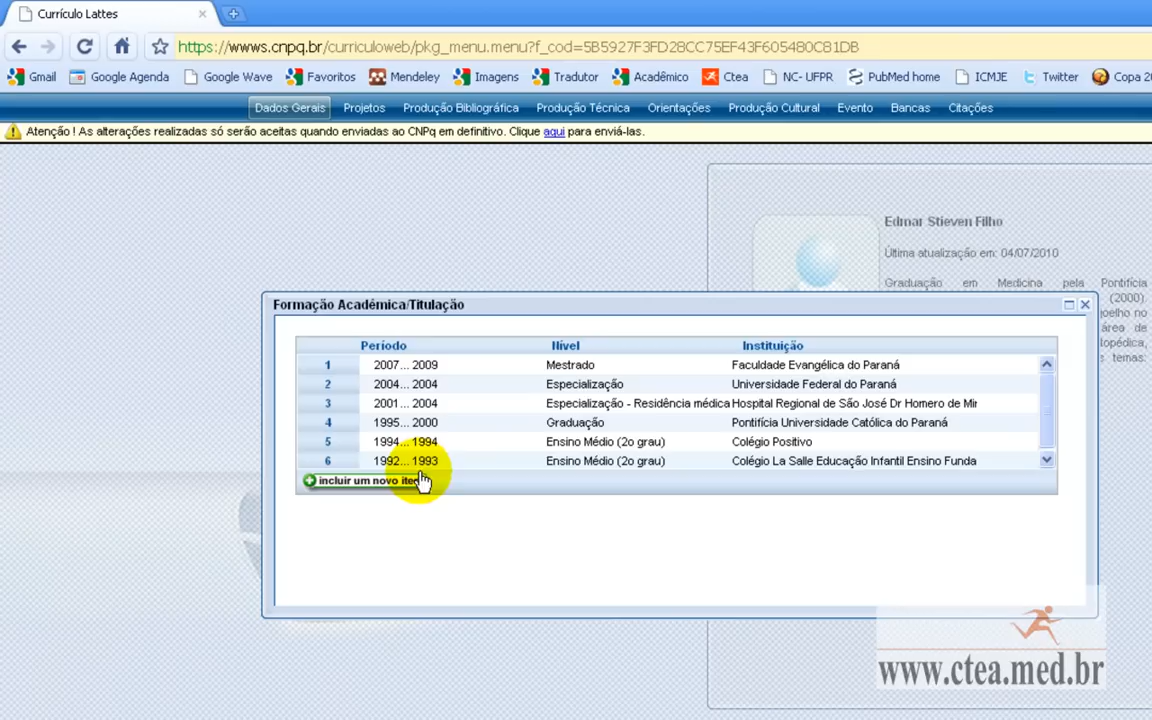 Currículo Lattes
https://wwws.cnpq.br/curriculoweb/pkg_menu.menu?f_cod=5B5927F3FD28CC75EF43F605480C81DB
Gmail Google Agenda Google Wave Favoritos Mendeley Imagens Tradutor Acadêmico Ctea NC- UFPR PubMed home ICMJE Twitter Copa 20
Dados Gerais Projetos Produção Bibliográfica Produção Técnica Orientações Produção Cultural Evento Bancas Citações
Atenção ! As alterações realizadas só serão aceitas quando enviadas ao CNPq em definitivo. Clique aqui para enviá-las.
Edmar Stieven Filho
Última atualização em: 04/07/2010
Graduação em Medicina pela Pontifícia
(2000).
joelho no
área de
opédica,
temas:
Formação Acadêmica/Titulação
Período Nível Instituição
1 2007... 2009 Mestrado Faculdade Evangélica do Paraná
2 2004... 2004 Especialização Universidade Federal do Paraná
3 2001... 2004 Especialização - Residência médica Hospital Regional de São José Dr Homero de Mir
4 1995... 2000 Graduação Pontifícia Universidade Católica do Paraná
5 1994... 1994 Ensino Médio (2o grau) Colégio Positivo
6 1992... 1993 Ensino Médio (2o grau) Colégio La Salle Educação Infantil Ensino Funda
incluir um novo item
www.ctea.med.br